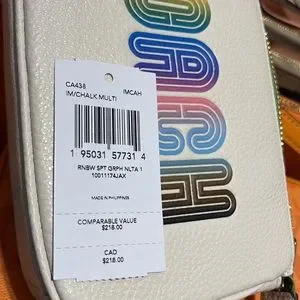 CA438
IM/CHALK MULTI
IMCAH
1 95031 57731 4
RNBW SPT GRPH NLTA 1
10011174JAX
MADE IN PHILIPPINES
COMPARABLE VALUE
$218.00
CAD
$218.00
COACH